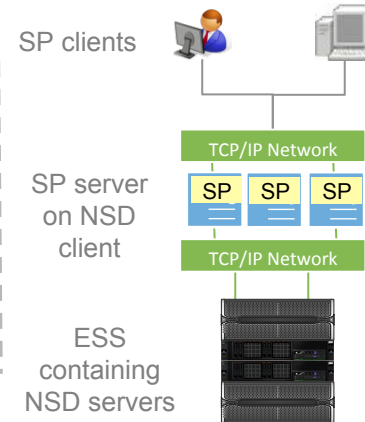 SP clients
TCP/IP Network
SP server
on NSD
client
SP SP SP
TCP/IP Network
ESS
containing
NSD servers